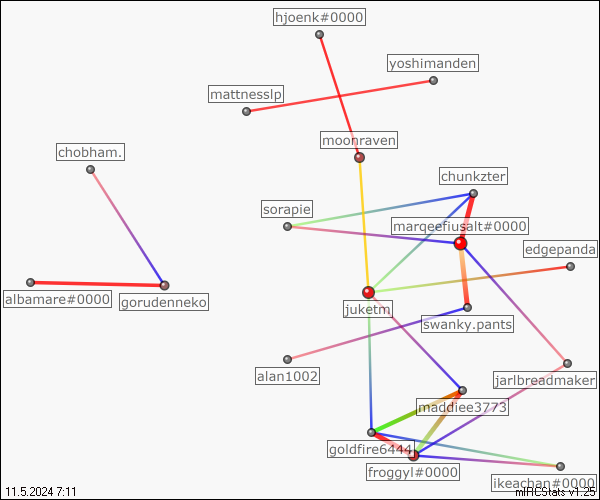 hjoenk#0000
yoshimanden
mattnesslp
moonraven
chobham.
chunkzter
sorapie
marqeefiusalt#0000
edgepanda
albamare#0000
gorudenneko
juketm
swanky.pants
alan1002
jarlbreadmaker
maddiee3773
goldfire6444
froggyl#0000
ikeachan#0000
11.5.2024 7:11
mIRCStats v1.25